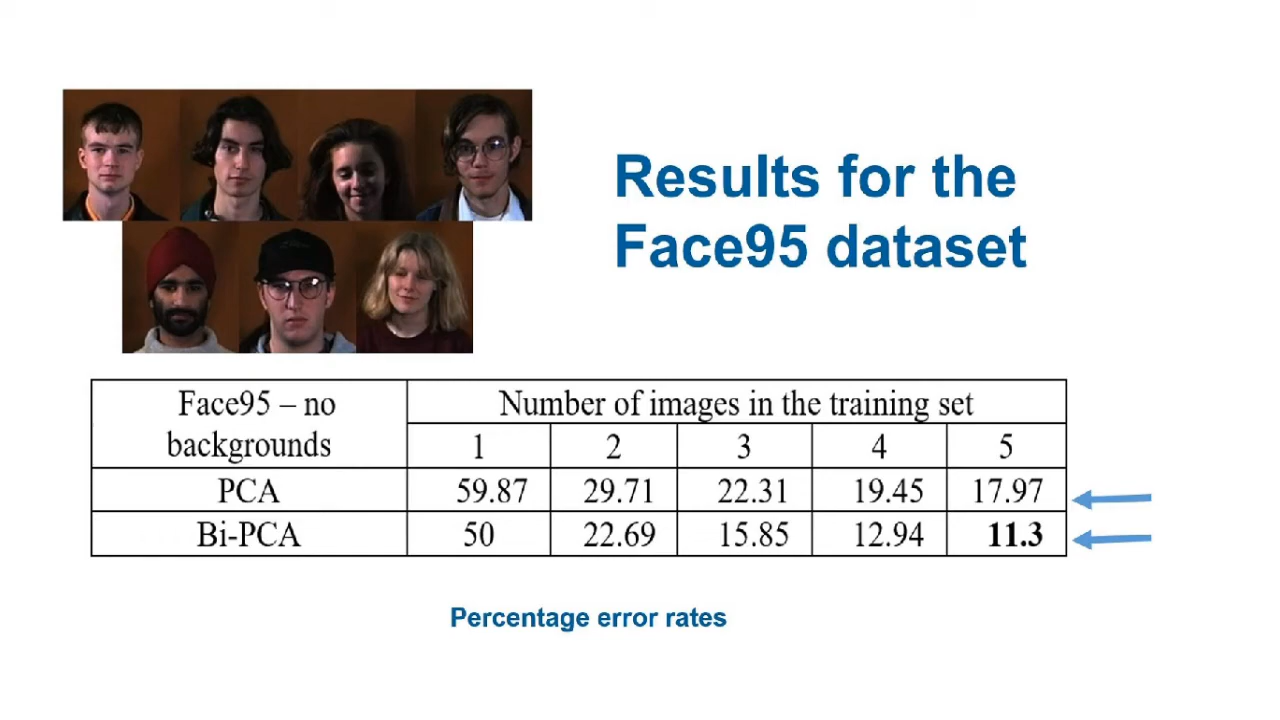 Results for the
Face95 dataset
Face95 – no
backgrounds
Number of images in the training set
1 2 3 4 5
PCA 59.87 29.71 22.31 19.45 17.97
Bi-PCA 50 22.69 15.85 12.94 11.3
Percentage error rates